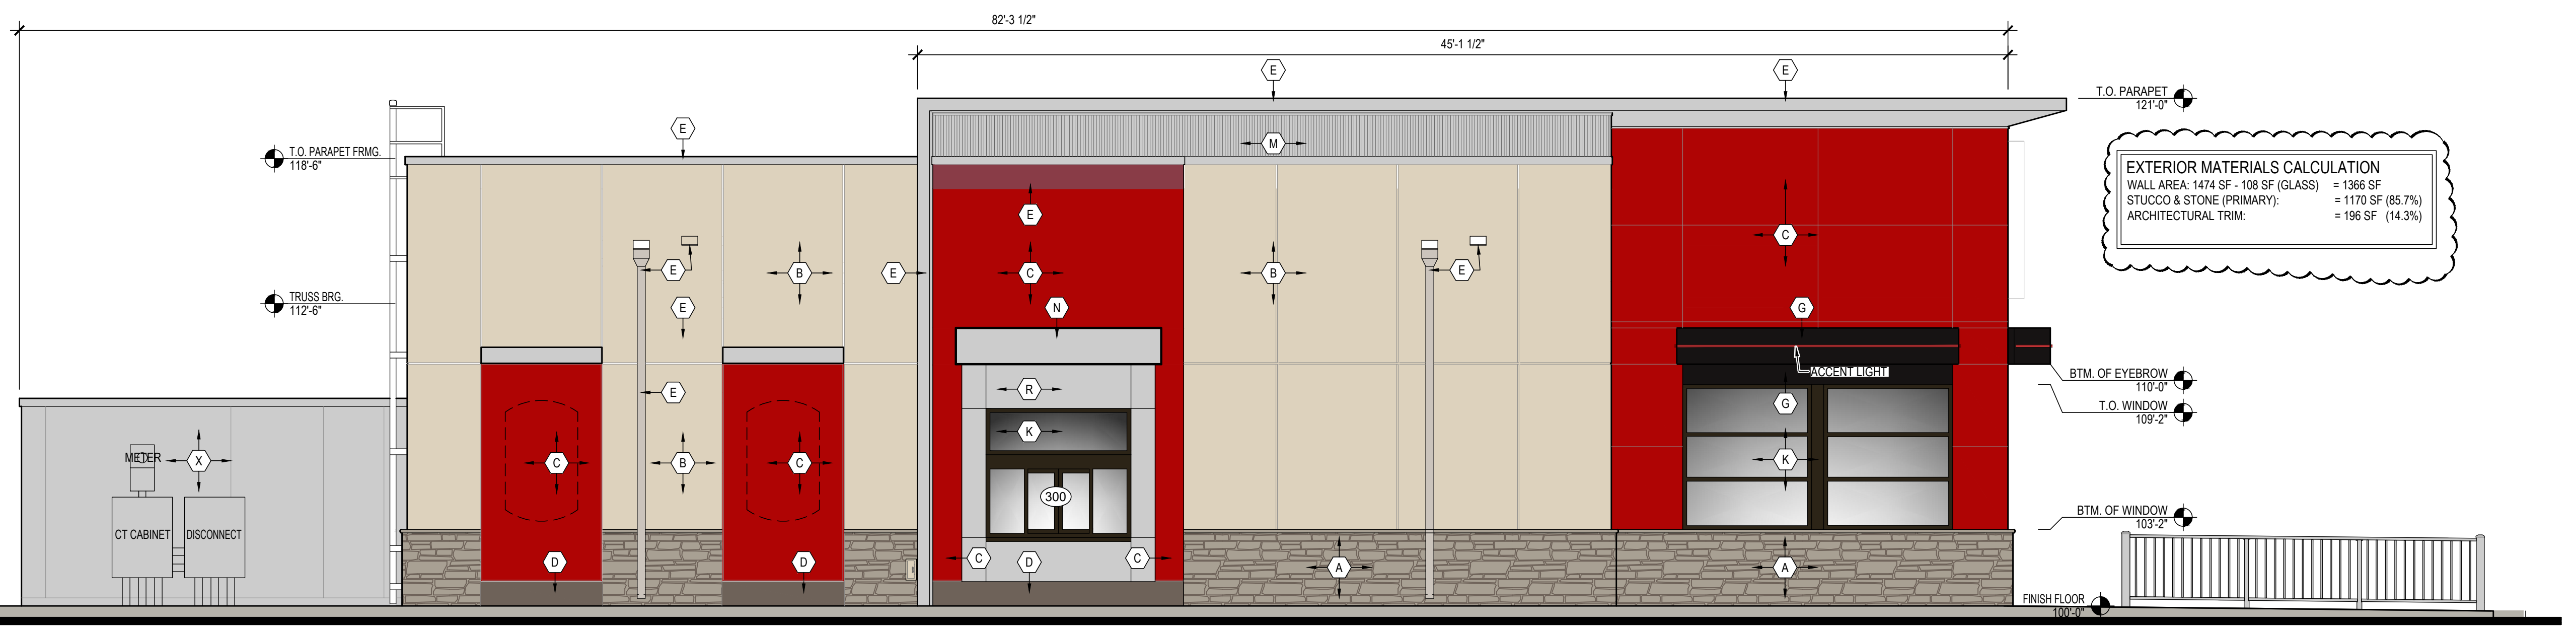 82'-3 1/2"
45'-1 1/2"
E
E
T.O. PARAPET
121'-0"
E
M
T.O. PARAPET FRMG.
118'-6"
EXTERIOR MATERIALS CALCULATION
WALL AREA: 1474 SF - 108 SF (GLASS) = 1366 SF
STUCCO & STONE (PRIMARY): = 1170 SF (85.7%)
ARCHITECTURAL TRIM: = 196 SF (14.3%)
E
C
E
B
E
C
B
E
TRUSS BRG.
112'-6"
E
N
G
ACCENT LIGHT
BTM. OF EYEBROW
110'-0"
E
R
G
T.O. WINDOW
109'-2"
K
METER
X
C
B
C
K
300
BTM. OF WINDOW
103'-2"
CT CABINET
DISCONNECT
D
D
C
D
C
A
A
FINISH FLOOR
100'-0"